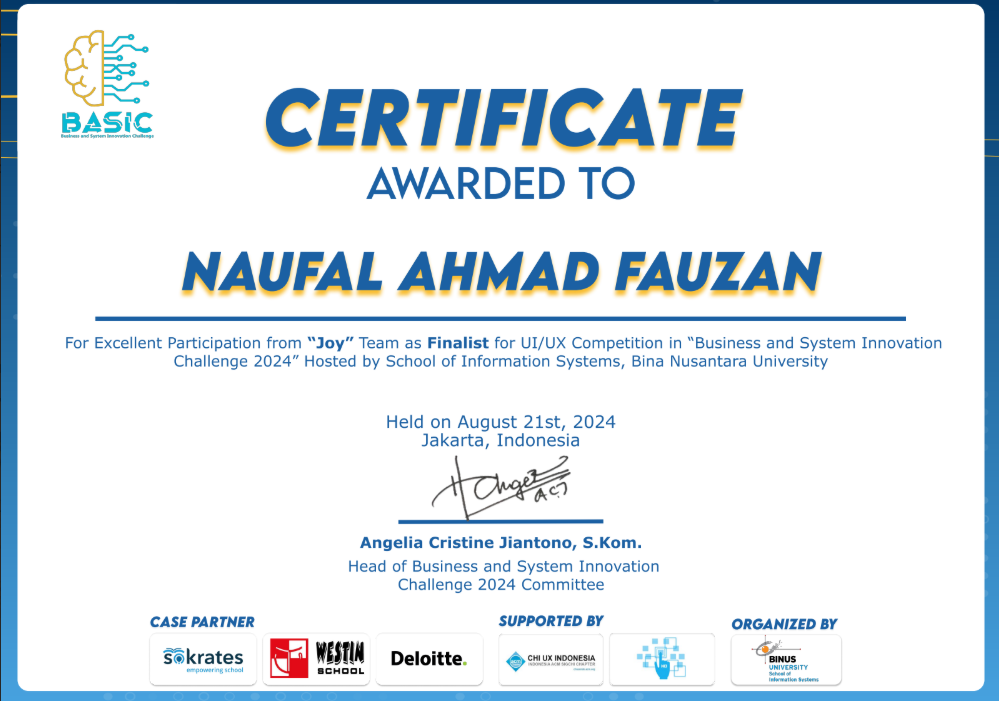 BASIC
Business and System Innovation Challenge
CERTIFICATE
AWARDED TO
NAUFAL AHMAD FAUZAN
For Excellent Participation from “Joy” Team as Finalist for UI/UX Competition in “Business and System Innovation
Challenge 2024” Hosted by School of Information Systems, Bina Nusantara University
Held on August 21st, 2024
Jakarta, Indonesia
Angelia Cristine Jiantono, S.Kom.
Head of Business and System Innovation
Challenge 2024 Committee
CASE PARTNER
sokrates
empowering school
WESTIN
SCHOOL
Deloitte.
SUPPORTED BY
CHI UX INDONESIA
INDONESIA ACM SIGCHI CHAPTER
ORGANIZED BY
BINUS
UNIVERSITY
School of
Information Systems